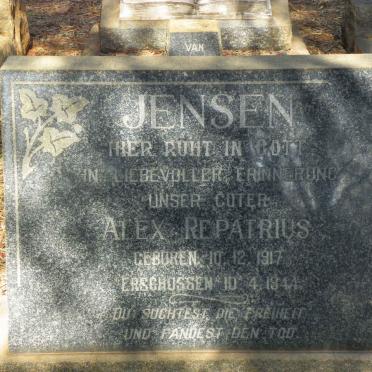 VAN
JENSEN
HIER RUHT IN GOTT
IN LIEBEVOLLER ERINNERUNG
UNSER GUTER
ALEX REPATRIUS
GEBOREN. 10. 12. 1917
ERSCHOSSEN 10 4.
DU SUCHTEST DIE FREIHEIT
UND FANDEST DEN TOD.